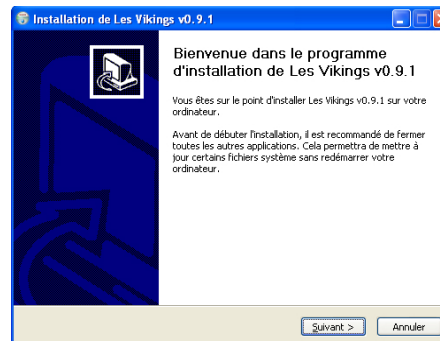 Installation de Les Vikings v0.9.1
Bienvenue dans le programme
d'installation de Les Vikings v0.9.1
Vous êtes sur le point d'installer Les Vikings v0.9.1 sur votre
ordinateur.
Avant de débuter l'installation, il est recommandé de fermer
toutes les autres applications. Cela permettra de mettre à
jour certains fichiers système sans redémarrer votre
ordinateur.
Suivant >
Annuler